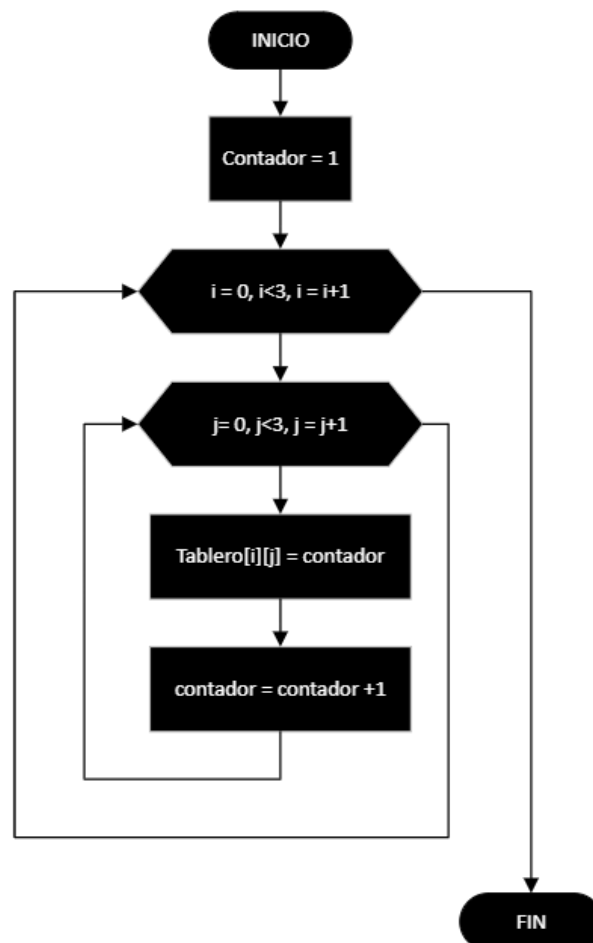 INICIO
Contador = 1
i = 0, i<3, i = i+1
j= 0, j<3, j = j+1
Tablero[i][j] = contador
contador = contador +1
FIN